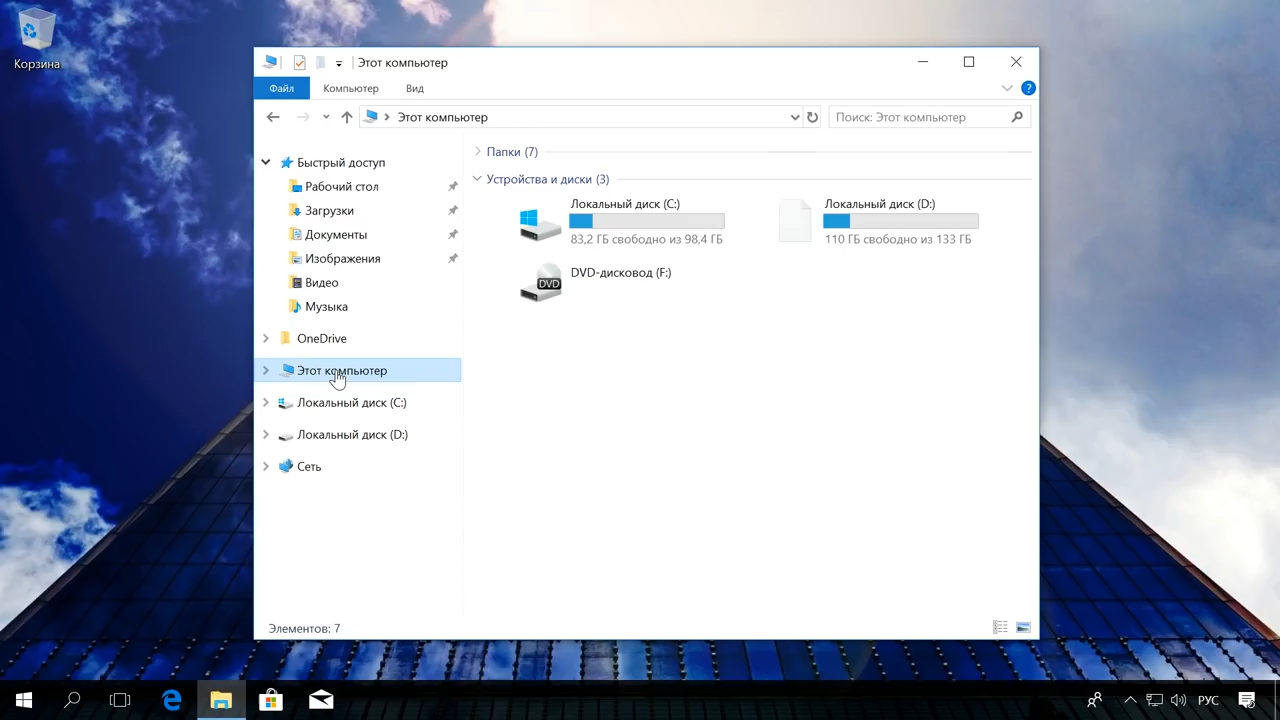 Корзина
Этот компьютер
Файл
Компьютер
Вид
?
Этот компьютер
Поиск: Этот компьютер
Быстрый доступ
Рабочий стол
Загрузки
Документы
Изображения
Видео
Музыка
OneDrive
Этот компьютер
Локальный диск (C:)
Локальный диск (D:)
Сеть
Папки (7)
Устройства и диски (3)
Локальный диск (C:)
83,2 ГБ свободно из 98,4 ГБ
Локальный диск (D:)
110 ГБ свободно из 133 ГБ
DVD
DVD-дисковод (F:)
Элементов: 7
РУС